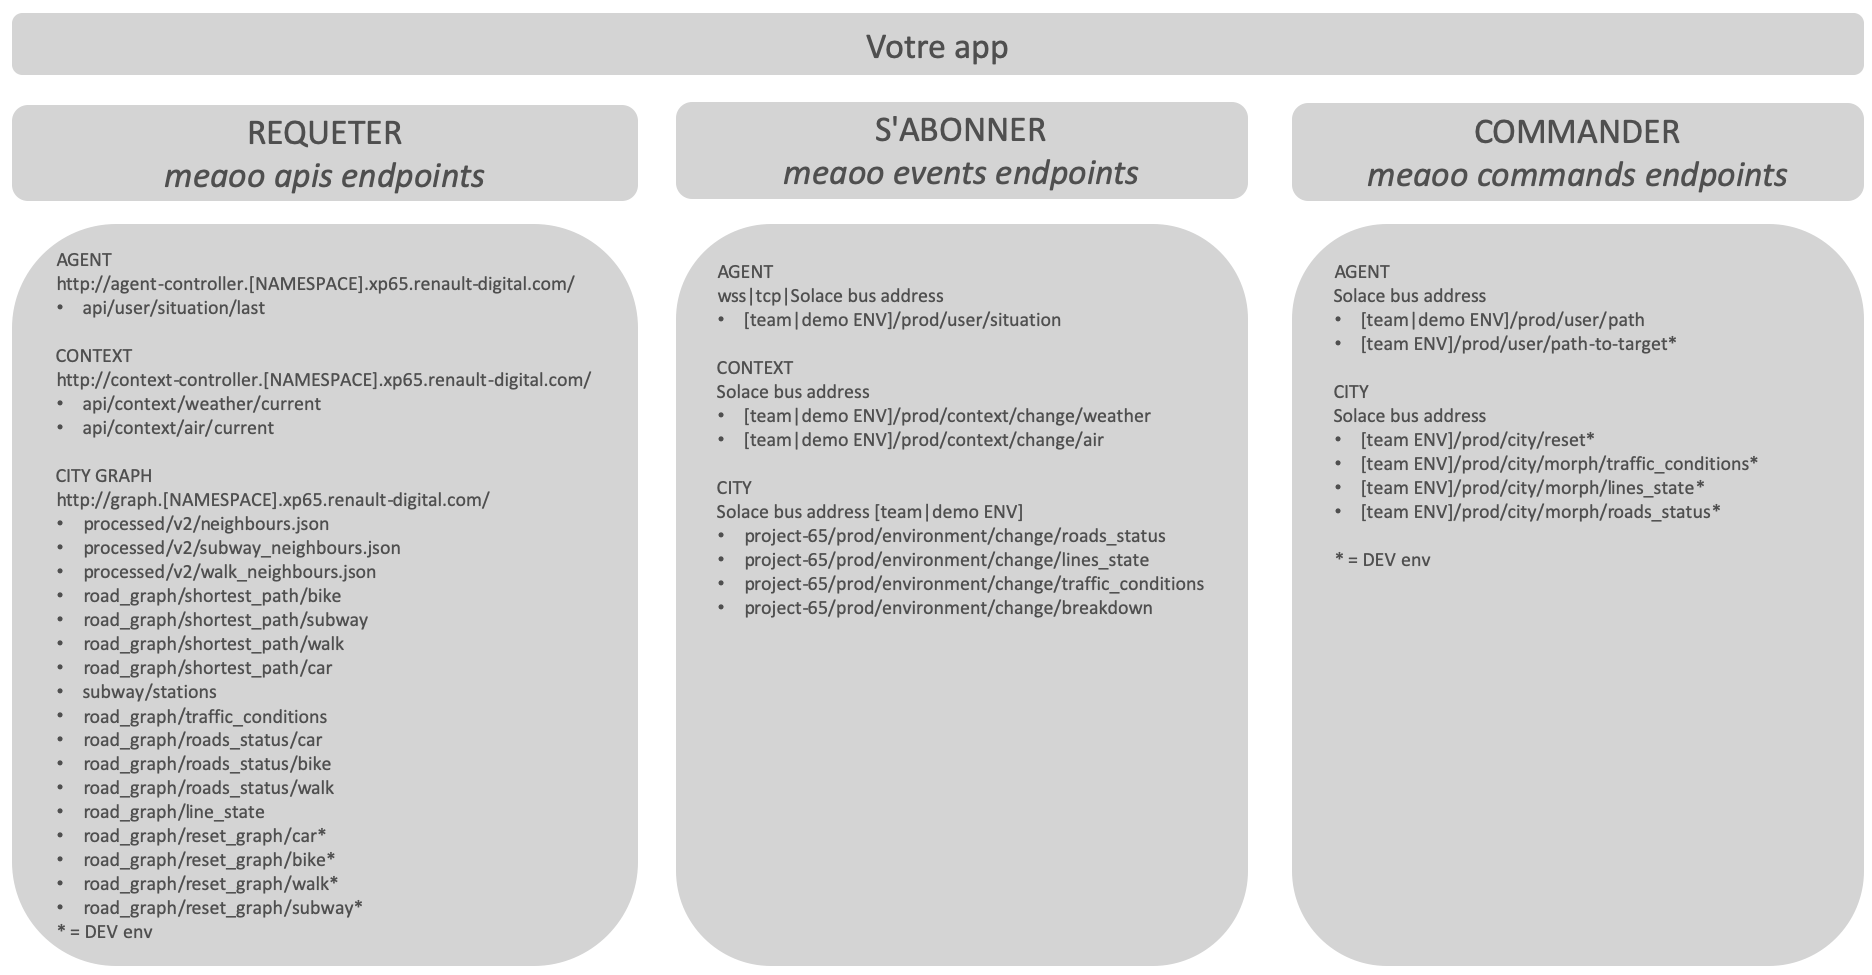 Votre app
REQUETER
meaoo apis endpoints
AGENT
http://agent-controller.[NAMESPACE].xp65.renault-digital.com/
• api/user/situation/last
CONTEXT
http://context-controller.[NAMESPACE].xp65.renault-digital.com/
• api/context/weather/current
• api/context/air/current
CITY GRAPH
http://graph.[NAMESPACE].xp65.renault-digital.com/
• processed/v2/neighbours.json
• processed/v2/subway_neighbours.json
• processed/v2/walk_neighbours.json
• road_graph/shortest_path/bike
• road_graph/shortest_path/subway
• road_graph/shortest_path/walk
• road_graph/shortest_path/car
• subway/stations
• road_graph/traffic_conditions
• road_graph/roads_status/car
• road_graph/roads_status/bike
• road_graph/roads_status/walk
• road_graph/line_state
• road_graph/reset_graph/car*
• road_graph/reset_graph/bike*
• road_graph/reset_graph/walk*
• road_graph/reset_graph/subway*
* = DEV env
S'ABONNER
meaoo events endpoints
AGENT
wss|tcp|Solace bus address
• [team|demo ENV]/prod/user/situation
CONTEXT
Solace bus address
• [team|demo ENV]/prod/context/change/weather
• [team|demo ENV]/prod/context/change/air
CITY
Solace bus address [team|demo ENV]
• project-65/prod/environment/change/roads_status
• project-65/prod/environment/change/lines_state
• project-65/prod/environment/change/traffic_conditions
• project-65/prod/environment/change/breakdown
COMMANDER
meaoo commands endpoints
AGENT
Solace bus address
• [team|demo ENV]/prod/user/path
• [team ENV]/prod/user/path-to-target*
CITY
Solace bus address
• [team ENV]/prod/city/reset*
• [team ENV]/prod/city/morph/traffic_conditions*
• [team ENV]/prod/city/morph/lines_state*
• [team ENV]/prod/city/morph/roads_status*
* = DEV env